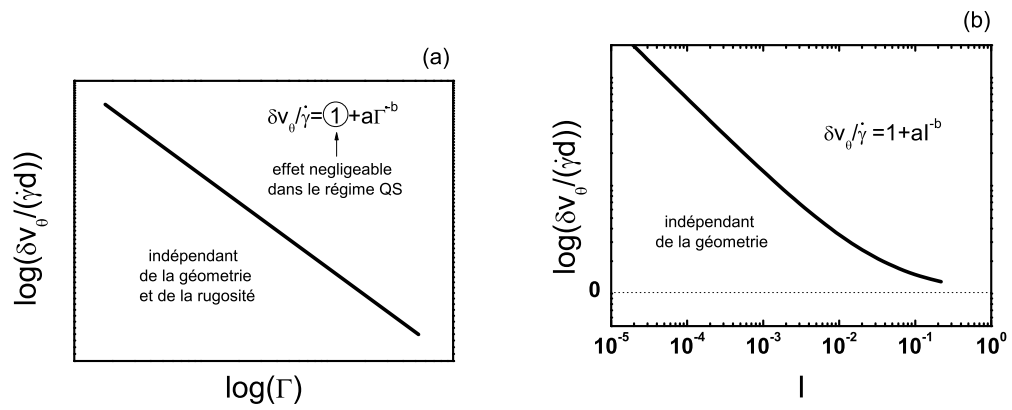 (a)
δv_θ/γ̇=1+aΓ^-b
effet negligeable
dans le régime QS
indépendant
de la géometrie
et de la rugosité
log(δv_θ/(γ̇d))
log(Γ)
(b)
δv_θ/γ̇ =1+aI^-b
indépendant
de la géometrie
log(δv_θ/(γ̇d))
0
10^-5 10^-4 10^-3 10^-2 10^-1 10^0
I